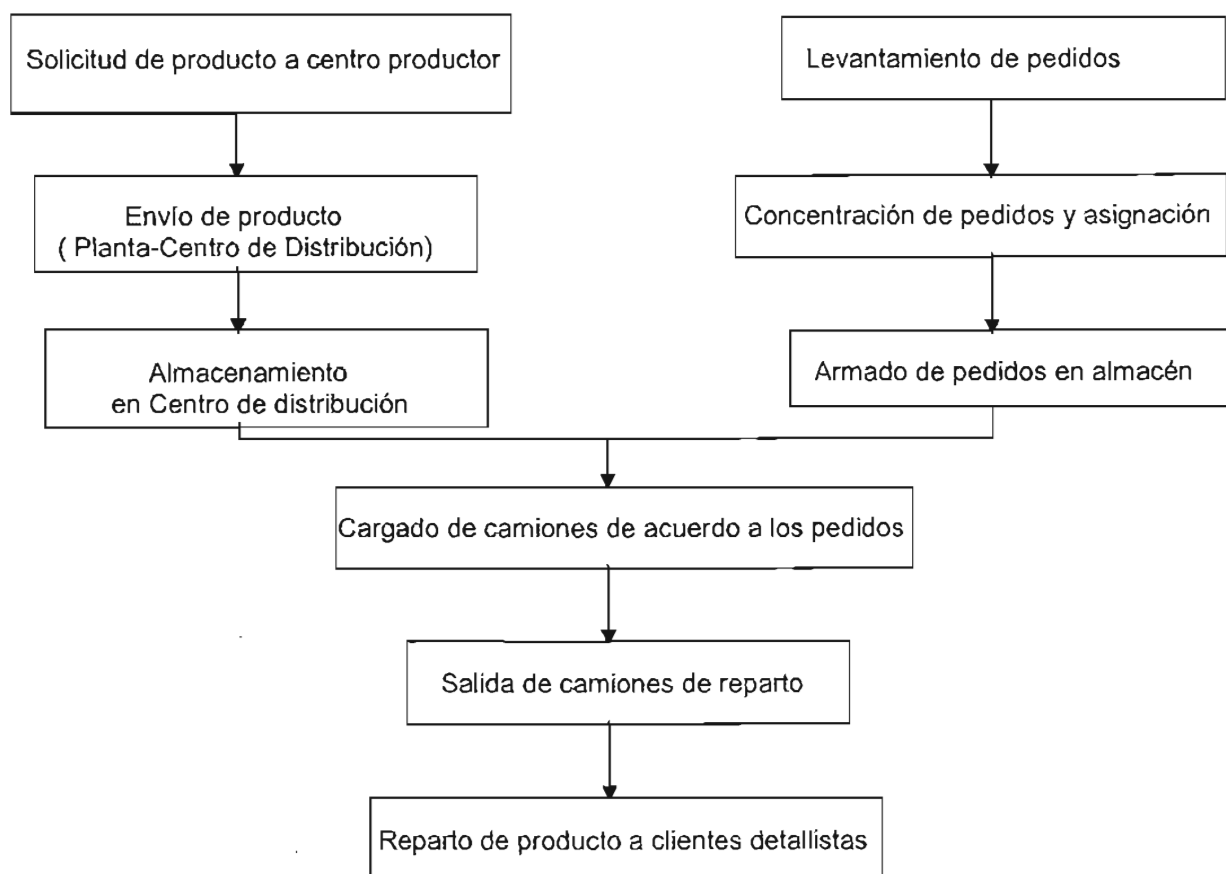 Solicitud de producto a centro productor
Levantamiento de pedidos
Envío de producto
( Planta-Centro de Distribución)
Concentración de pedidos y asignación
Almacenamiento
en Centro de distribución
Armado de pedidos en almacén
Cargado de camiones de acuerdo a los pedidos
Salida de camiones de reparto
Reparto de producto a clientes detallistas